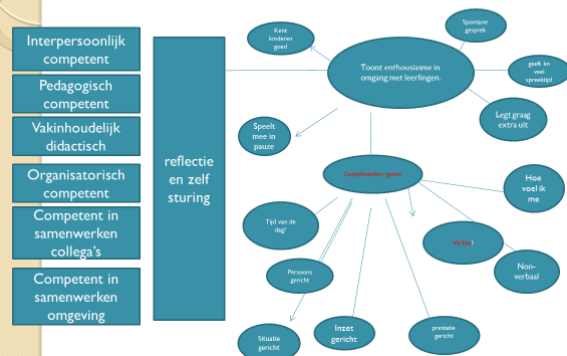 Interpersoonlijk
competent
Pedagogisch
competent
Vakinhoudelijk
didactisch
Organisatorisch
competent
Competent in
samenwerken
collega's
Competent in
samenwerken
omgeving
reflectie
en zelf
sturing
Kent
kinderen
goed
Spontane
gesprek
Toont enthousiasme in
omgang met leerlingen.
geeft kn
veel
spreektijd
Legt graag
extra uit
Speelt
mee in
pauze
Complimenten geven
Hoe
voel ik
me
Tijd van de
dag!
Verbaal
Non-
verbaal
Persoons
gericht
Situatie
gericht
Inzet
gericht
prestatie
gericht